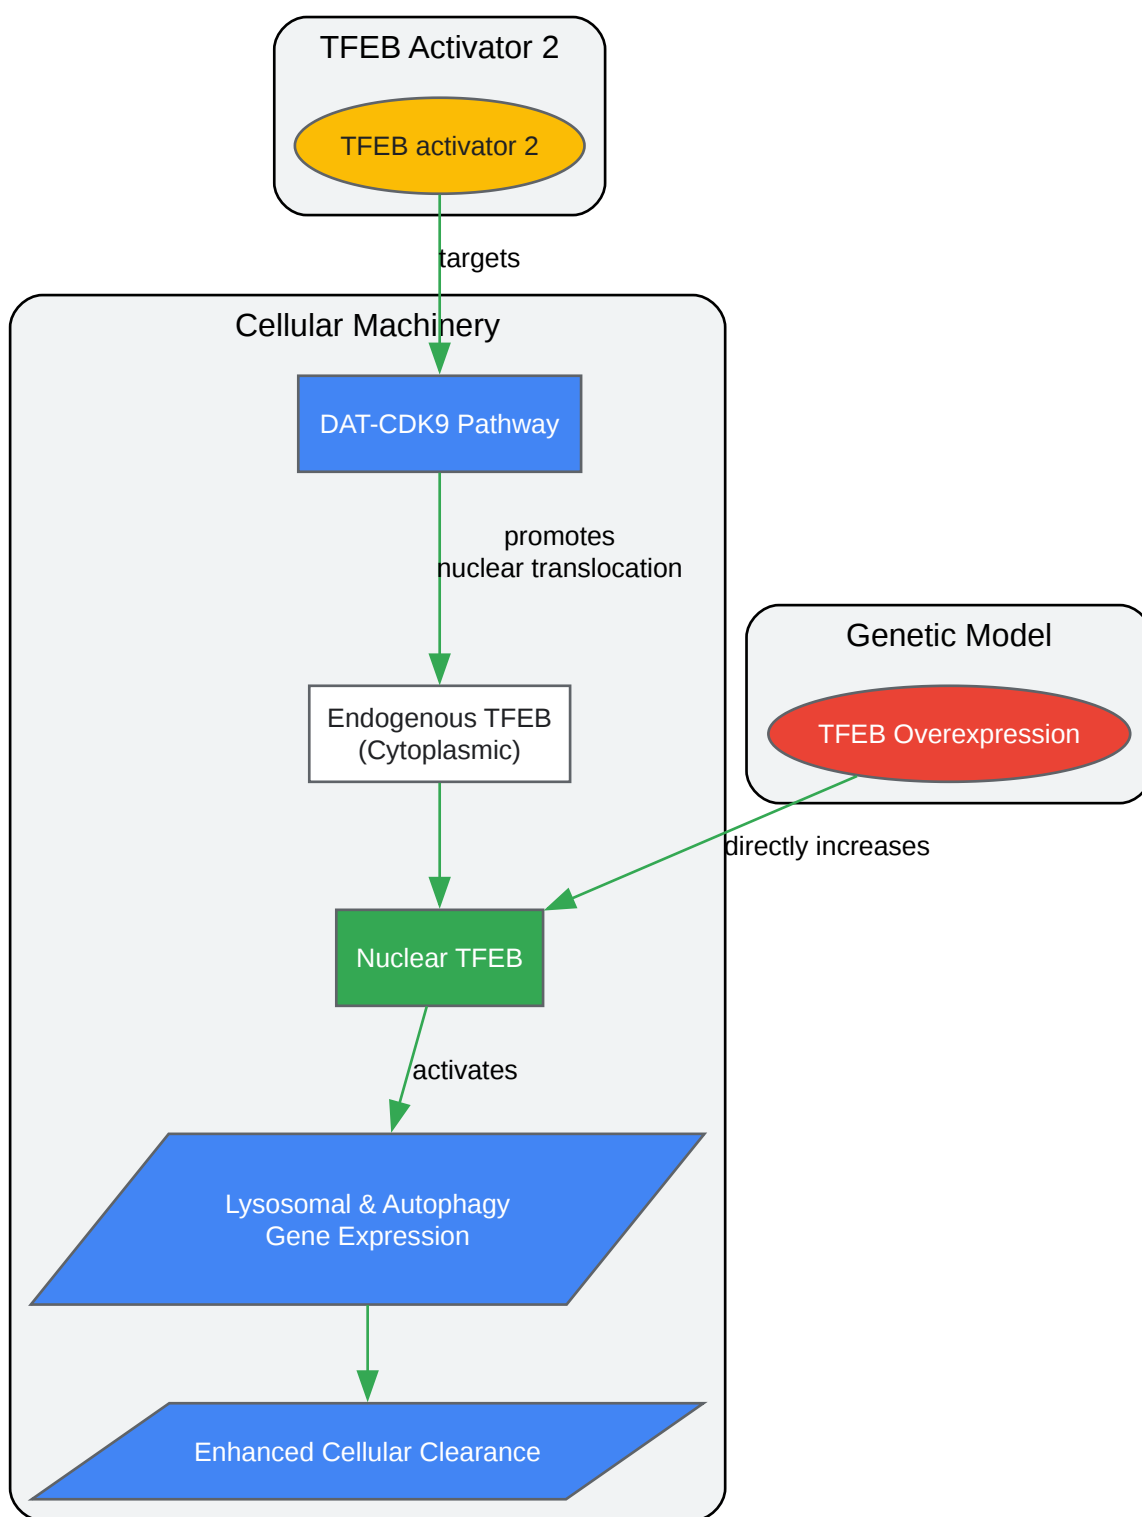 TFEB Activator 2
TFEB activator 2
targets
Cellular Machinery
DAT-CDK9 Pathway
promotes
nuclear translocation
Genetic Model
Endogenous TFEB
(Cytoplasmic)
TFEB Overexpression
directly increases
Nuclear TFEB
activates
Lysosomal & Autophagy
Gene Expression
Enhanced Cellular Clearance